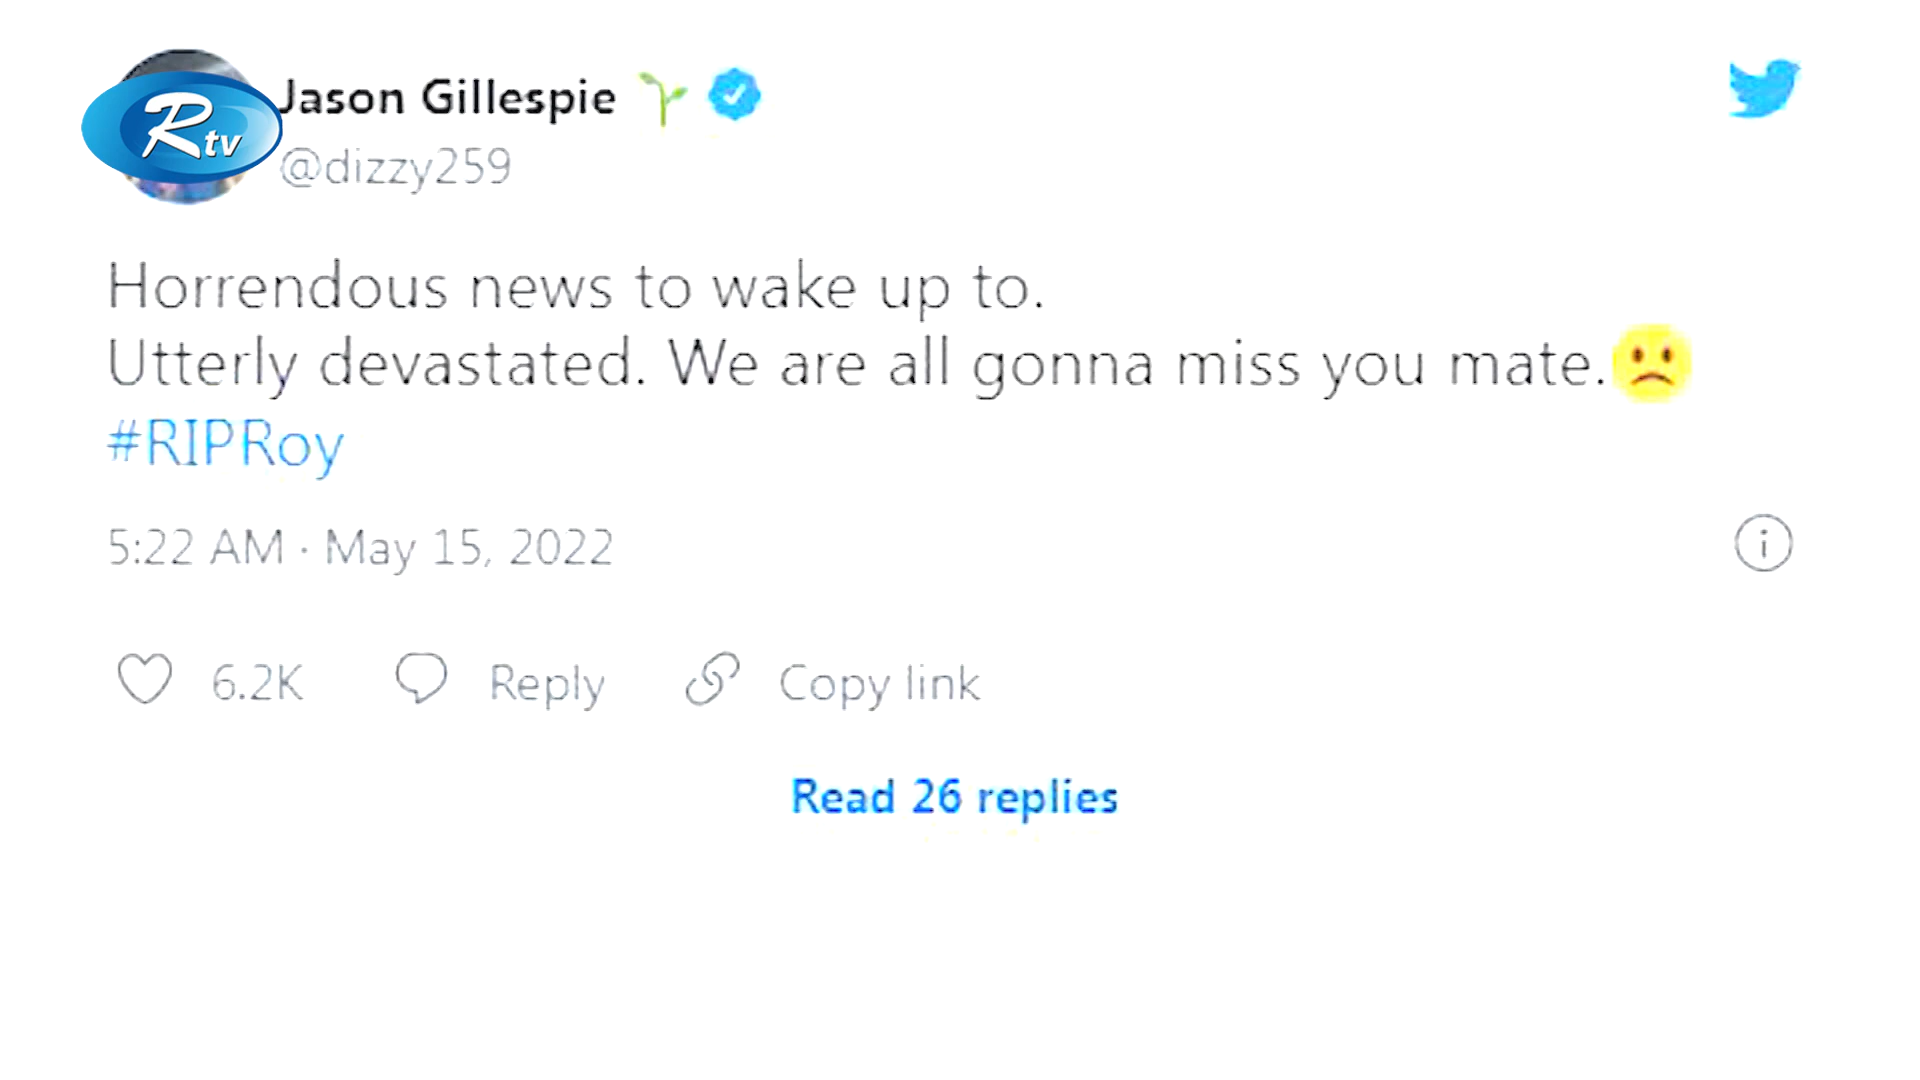 Rtv
Jason Gillespie
@dizzy259
Horrendous news to wake up to.
Utterly devastated. We are all gonna miss you mate.
#RIPRoy
5:22 AM · May 15, 2022
6.2K Reply Copy link
Read 26 replies